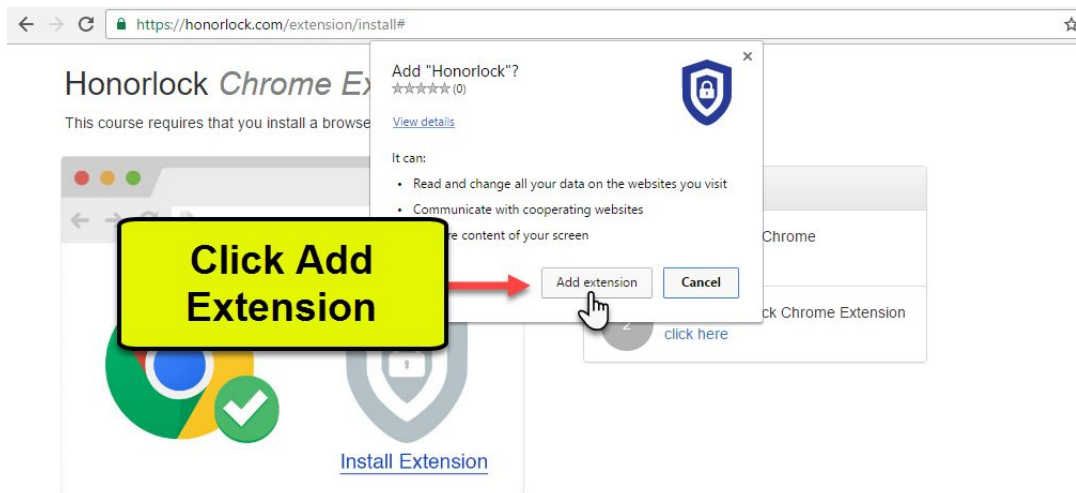 https://honorlock.com/extension/install#
Honorlock Chrome Ex
This course requires that you install a browse
Add "Honorlock"?
(0)
View details
It can:
• Read and change all your data on the websites you visit
• Communicate with cooperating websites
content of your screen
Add extension
Cancel
Click Add
Extension
Chrome
2
Chrome Extension
click here
Install Extension